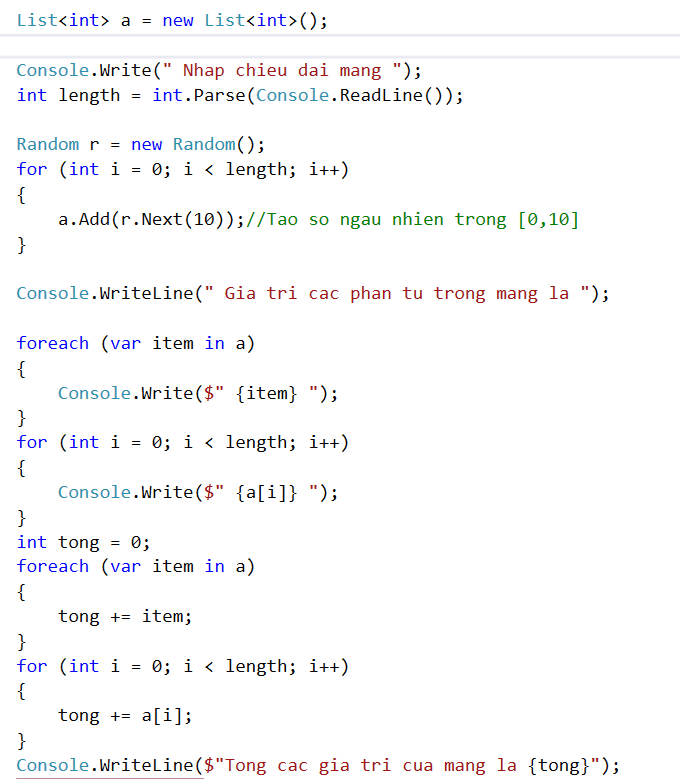 List<int> a = new List<int>();
Console.Write(" Nhap chieu dai mang ");
int length = int.Parse(Console.ReadLine());
Random r = new Random();
for (int i = 0; i < length; i++)
{
    a.Add(r.Next(10));//Tao so ngau nhien trong [0,10]
}
Console.WriteLine(" Gia tri cac phan tu trong mang la ");
foreach (var item in a)
{
    Console.Write($" {item} ");
}
for (int i = 0; i < length; i++)
{
    Console.Write($" {a[i]} ");
}
int tong = 0;
foreach (var item in a)
{
    tong += item;
}
for (int i = 0; i < length; i++)
{
    tong += a[i];
}
Console.WriteLine($"Tong cac gia tri cua mang la {tong}");